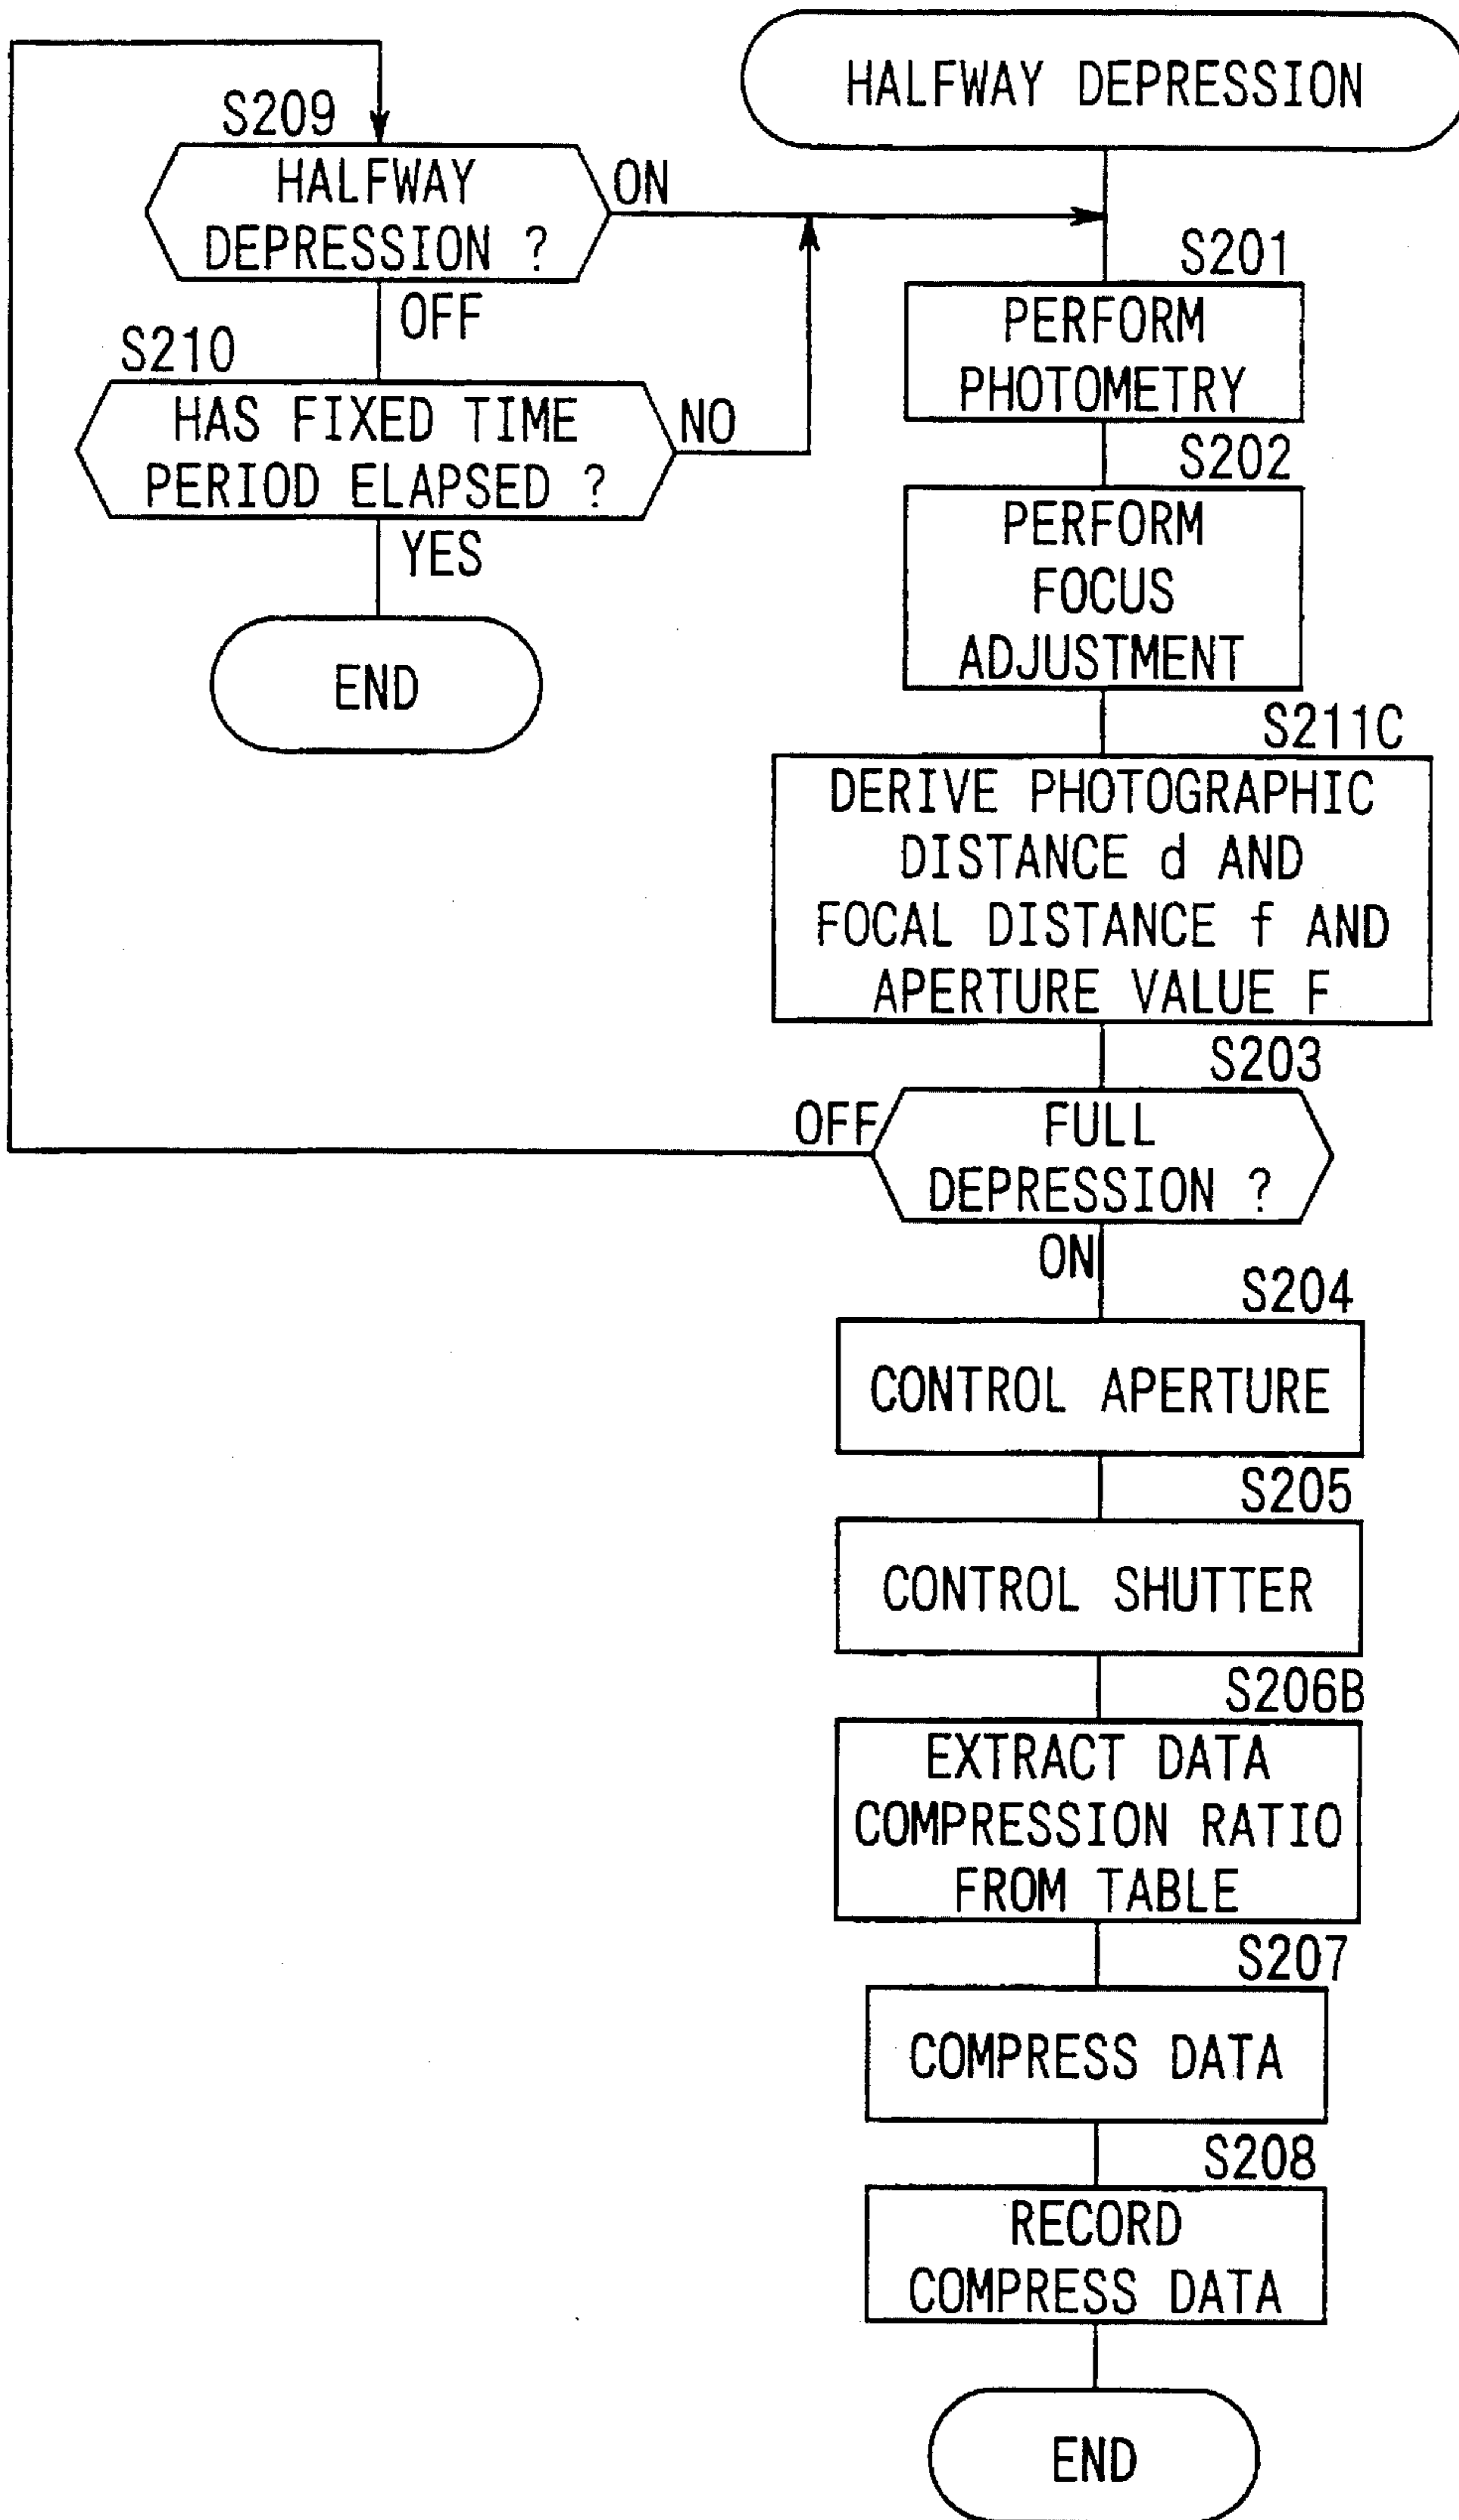 HALFWAY DEPRESSION
S209
HALFWAY
DEPRESSION ?
ON
OFF
S210
HAS FIXED TIME
PERIOD ELAPSED ?
NO
YES
END
S201
PERFORM
PHOTOMETRY
S202
PERFORM
FOCUS
ADJUSTMENT
S211C
DERIVE PHOTOGRAPHIC
DISTANCE d AND
FOCAL DISTANCE f AND
APERTURE VALUE F
S203
OFF
FULL
DEPRESSION ?
ON
S204
CONTROL APERTURE
S205
CONTROL SHUTTER
S206B
EXTRACT DATA
COMPRESSION RATIO
FROM TABLE
S207
COMPRESS DATA
S208
RECORD
COMPRESS DATA
END